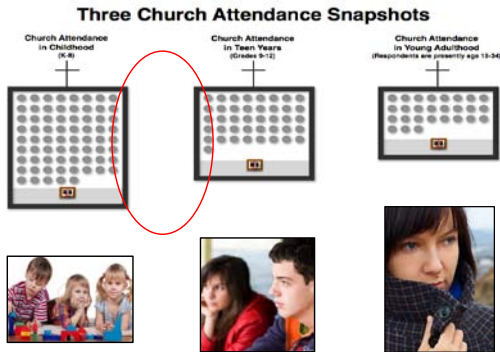 Three Church Attendance Snapshots
Church Attendance
in Childhood
(K-8)
Church Attendance
in Teen Years
(Grades 9-12)
Church Attendance
in Young Adulthood
(Respondents are presently age 18-34)